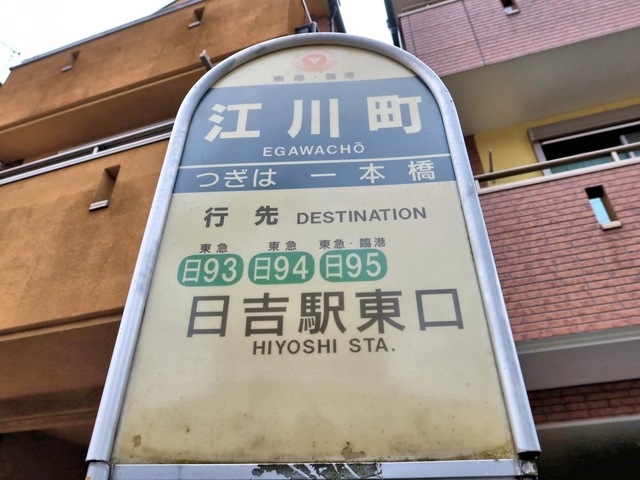 東急・臨港
江川町
EGAWACHŌ
つぎは 一本橋
行先 DESTINATION
東急 東急 東急・臨港
日93 日94 日95
日吉駅東口
HIYOSHI STA.